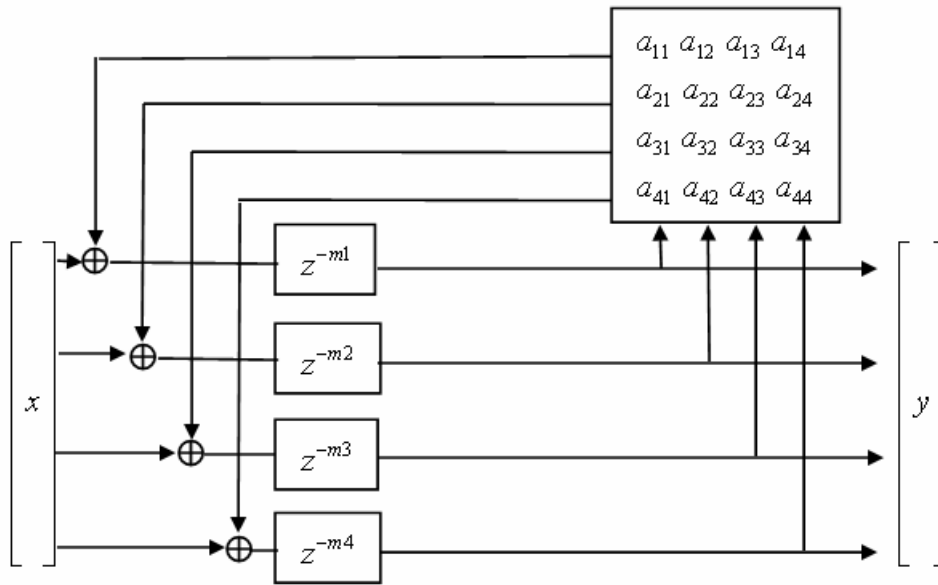 a₁₁ a₁₂ a₁₃ a₁₄
a₂₁ a₂₂ a₂₃ a₂₄
a₃₁ a₃₂ a₃₃ a₃₄
a₄₁ a₄₂ a₄₃ a₄₄
z⁻ᵐ¹
z⁻ᵐ²
x
y
z⁻ᵐ³
z⁻ᵐ⁴